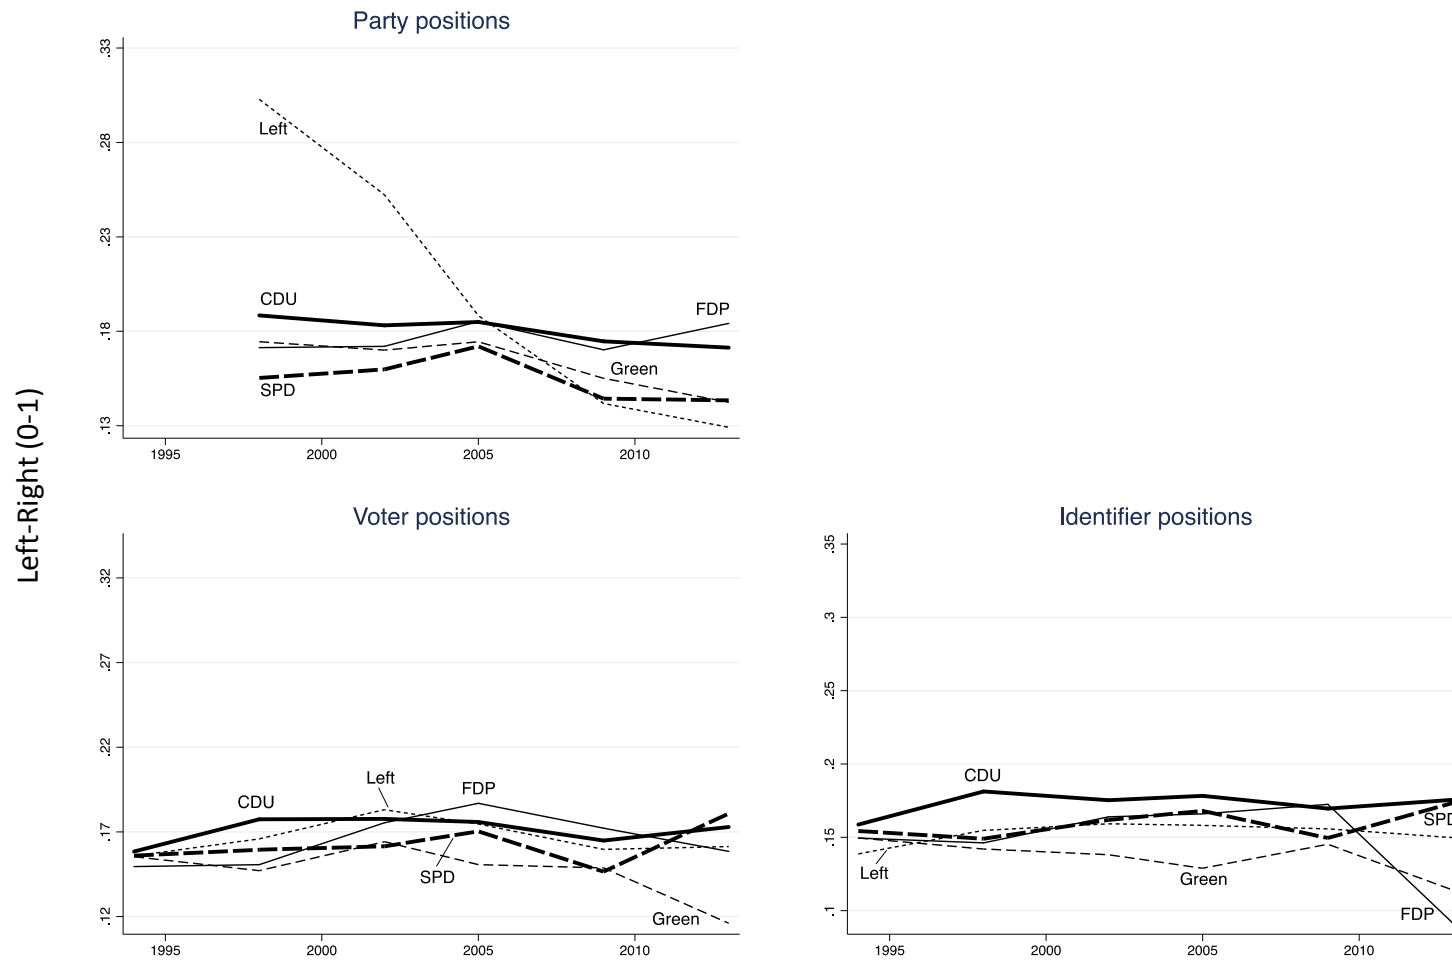 Party positions
.33
.28
.23
.18
.13
Left
CDU
FDP
Green
SPD
1995 2000 2005 2010
Left-Right (0-1)
Voter positions
.32
.27
.22
.17
.12
Left
FDP
CDU
SPD
Green
1995 2000 2005 2010
Identifier positions
.35
.3
.25
.2
.15
.1
CDU
SPD
Left
Green
FDP
1995 2000 2005 2010